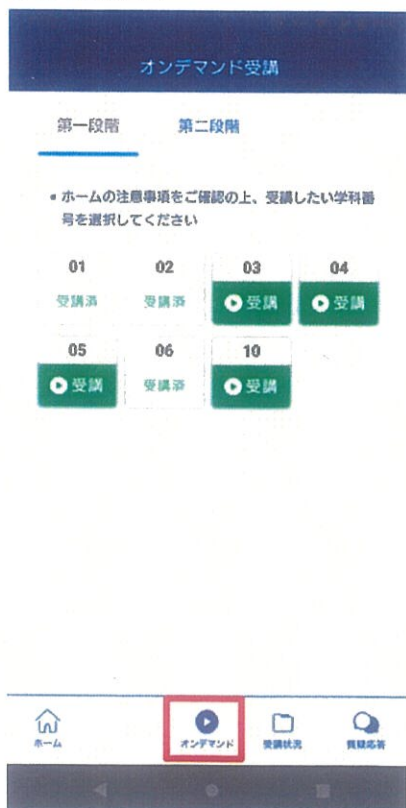 オンデマンド受講
第一段階 第二段階
• ホームの注意事項をご確認の上、受講したい学科番
号を選択してください
01 02 03 04
受講済 受講済 受講 受講
05 06 10
受講 受講済 受講
ホーム オンデマンド 受講状況 質疑応答